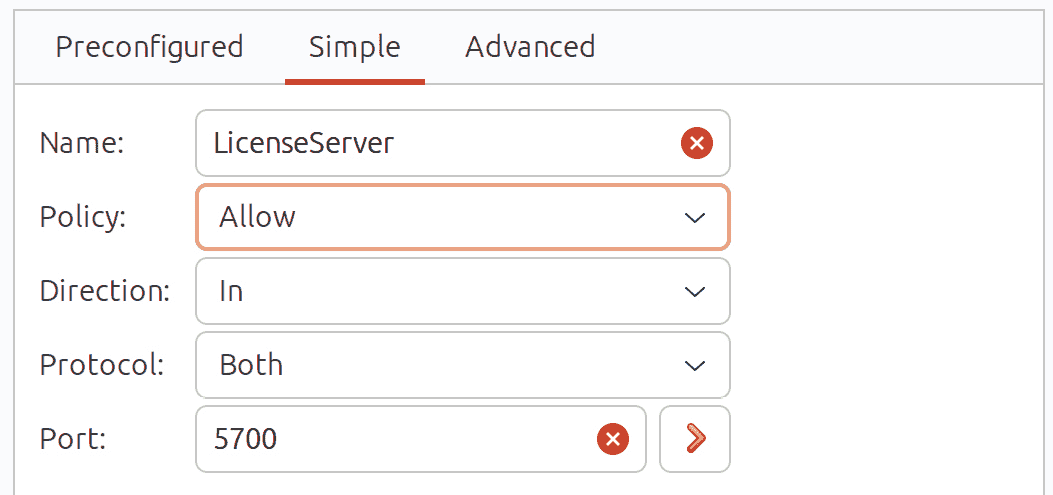 Preconfigured Simple Advanced
Name: LicenseServer
Policy: Allow
Direction: In
Protocol: Both
Port: 5700